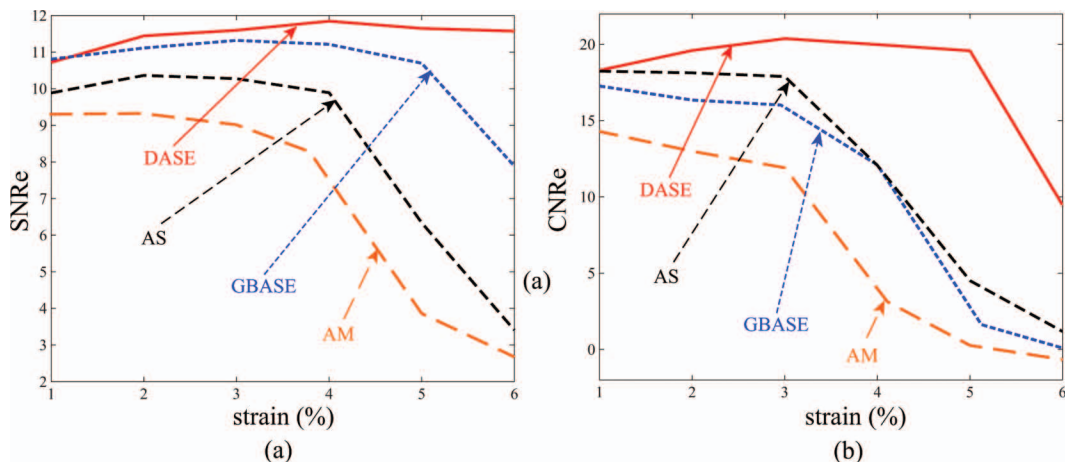 12
11
10
9
8
7
6
5
4
3
2
SNRe
DASE
AS
GBASE
AM
1 2 3 4 5 6
strain (%)
(a)
(a)
20
15
10
5
0
CNRe
DASE
AS
GBASE
AM
1 2 3 4 5 6
strain (%)
(b)